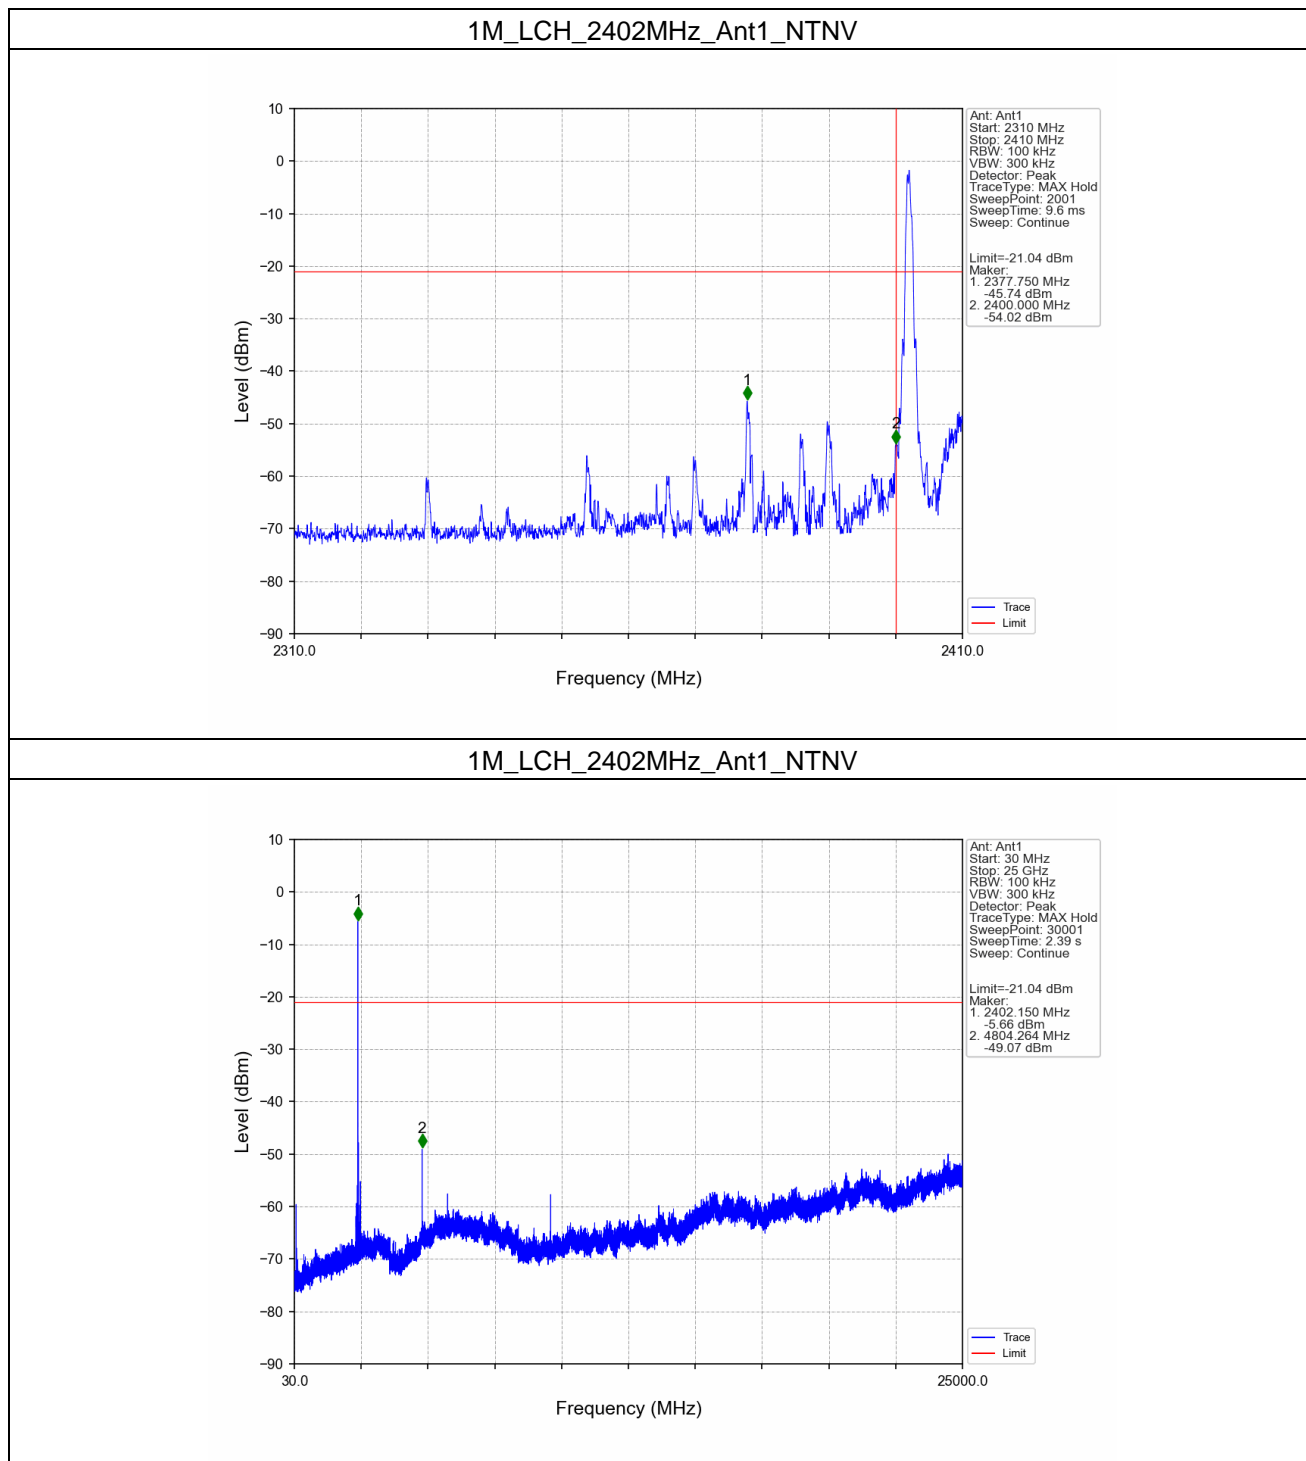 1M_LCH_2402MHz_Ant1_NTNV
10
0
−10
−20
−30
−40
−50
−60
−70
−80
−90
Level (dBm)
1
2
2310.0
2410.0
Frequency (MHz)
Ant: Ant1
Start: 2310 MHz
Stop: 2410 MHz
RBW: 100 kHz
VBW: 300 kHz
Detector: Peak
TraceType: MAX Hold
SweepPoint: 2001
SweepTime: 9.6 ms
Sweep: Continue
Limit=-21.04 dBm
Maker:
1. 2377.750 MHz
-45.74 dBm
2. 2400.000 MHz
-54.02 dBm
Trace
Limit
1M_LCH_2402MHz_Ant1_NTNV
10
0
−10
−20
−30
−40
−50
−60
−70
−80
−90
Level (dBm)
1
2
30.0
25000.0
Frequency (MHz)
Ant: Ant1
Start: 30 MHz
Stop: 25 GHz
RBW: 100 kHz
VBW: 300 kHz
Detector: Peak
TraceType: MAX Hold
SweepPoint: 30001
SweepTime: 2.39 s
Sweep: Continue
Limit=-21.04 dBm
Maker:
1. 2402.150 MHz
-5.66 dBm
2. 4804.264 MHz
-49.07 dBm
Trace
Limit